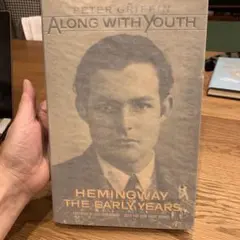 PETER GRIFFIN
ALONG WITH YOUTH
HEMINGWAY
THE EARLY YEARS